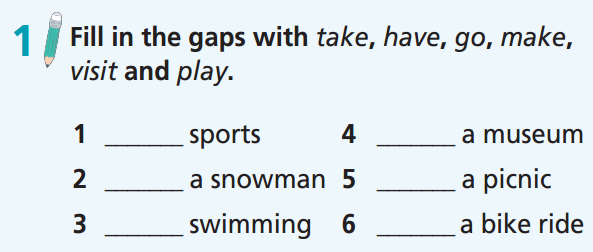 1 Fill in the gaps with take, have, go, make,
visit and play.
1 ______ sports 4 ______ a museum
2 ______ a snowman 5 ______ a picnic
3 ______ swimming 6 ______ a bike ride